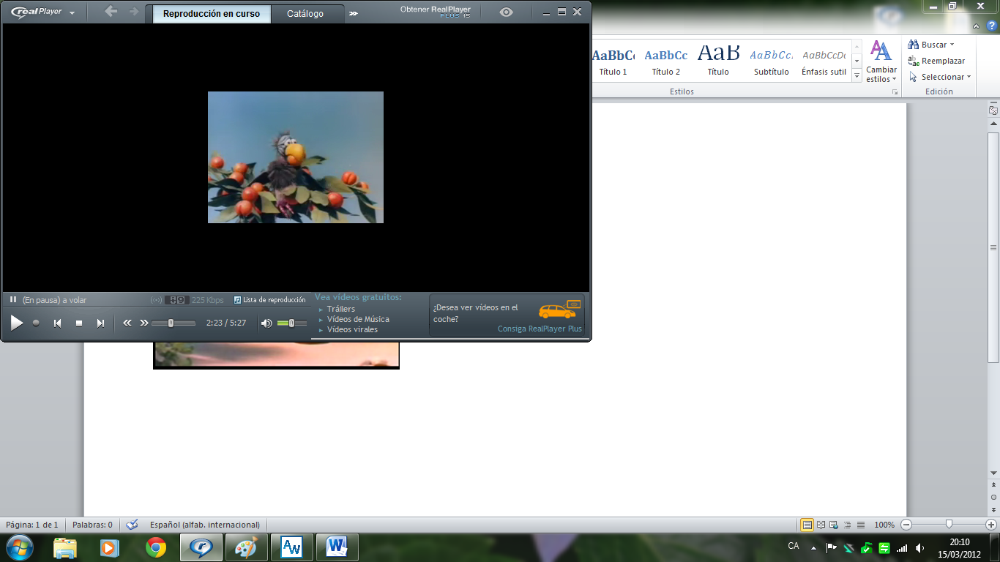 realPlayer
Reproducción en curso
Catálogo
Obtener RealPlayer
PLUS 15
AaBbCc
AaBbCc
AaB
AaBbCc.
AaBbCcDc
Título 1
Título 2
Título
Subtítulo
Énfasis sutil
Cambiar
estilos
Estilos
Buscar
Reemplazar
Seleccionar
Edición
(En pausa) a volar
225 Kbps
Lista de reproducción
Vea vídeos gratuitos:
Tráilers
Vídeos de Música
Vídeos virales
¿Desea ver vídeos en el
coche?
Consiga RealPlayer Plus
2:23 / 5:27
Página: 1 de 1
Palabras: 0
Español (alfab. internacional)
100%
AW
W
CA
20:10
15/03/2012